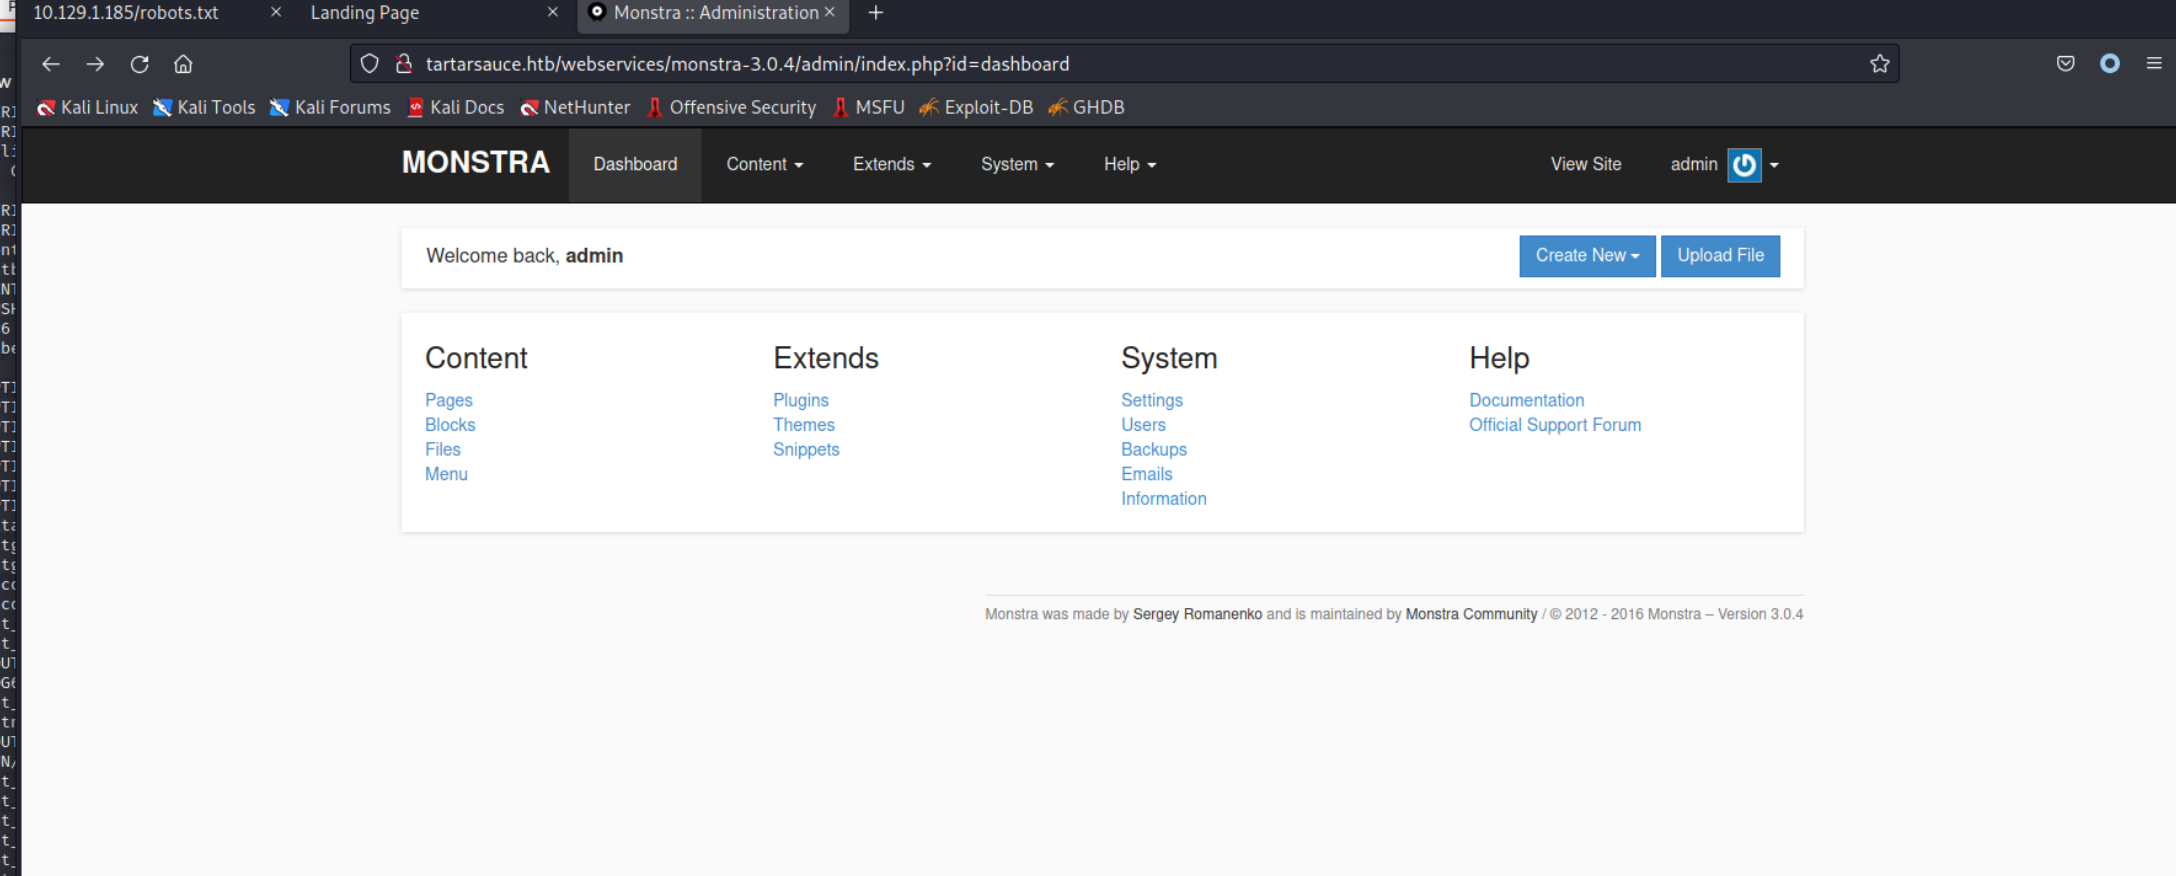 10.129.1.185/robots.txt × Landing Page × Monstra :: Administration × +
tartarsauce.htb/webservices/monstra-3.0.4/admin/index.php?id=dashboard
Kali Linux Kali Tools Kali Forums Kali Docs NetHunter Offensive Security MSFU Exploit-DB GHDB
MONSTRA Dashboard Content Extends System Help View Site admin
Welcome back, admin Create New Upload File
Content Extends System Help
Pages Plugins Settings Documentation
Blocks Themes Users Official Support Forum
Files Snippets Backups
Menu Emails
Information
Monstra was made by Sergey Romanenko and is maintained by Monstra Community / © 2012 - 2016 Monstra – Version 3.0.4